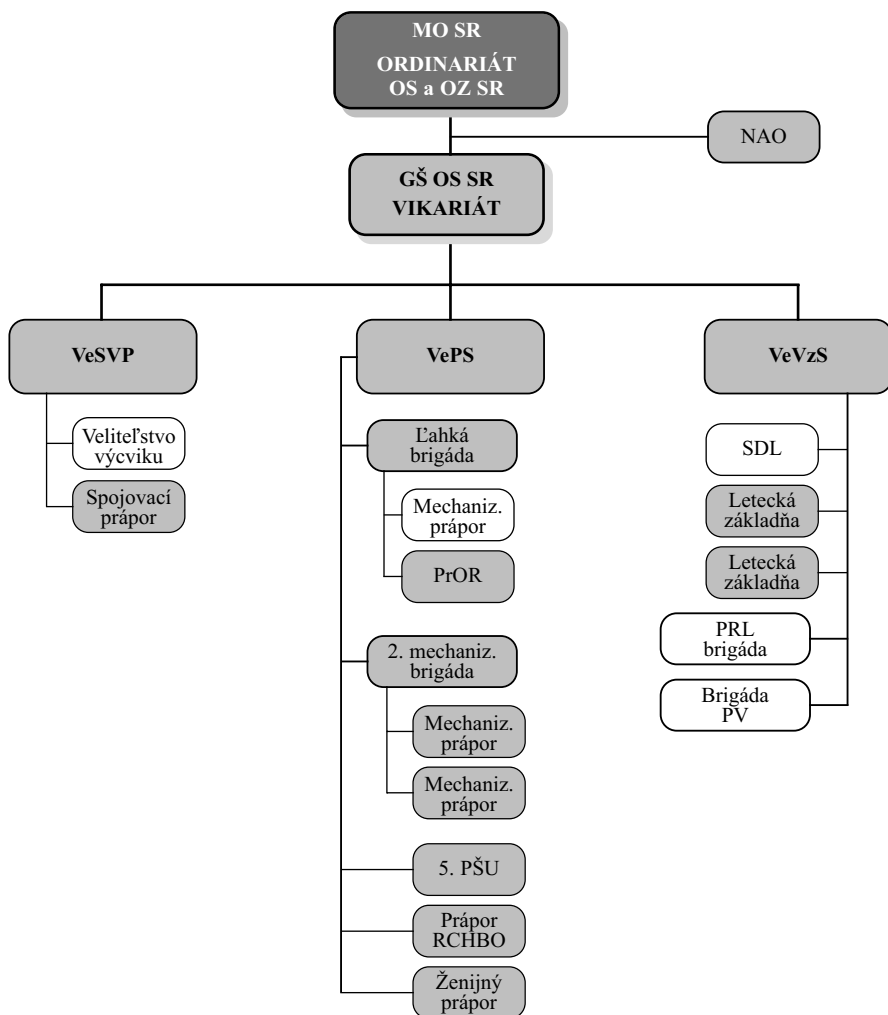 MO SR
ORDINARIÁT
OS a OZ SR
NAO
GŠ OS SR
VIKARIÁT
VeSVP
Veliteľstvo
výcviku
Spojovací
prápor
VePS
Ľahká
brigáda
Mechaniz.
prápor
PrOR
2. mechaniz.
brigáda
Mechaniz.
prápor
Mechaniz.
prápor
5. PŠU
Prápor
RCHBO
Ženijný
prápor
VeVzS
SDL
Letecká
základňa
Letecká
základňa
PRL
brigáda
Brigáda
PV